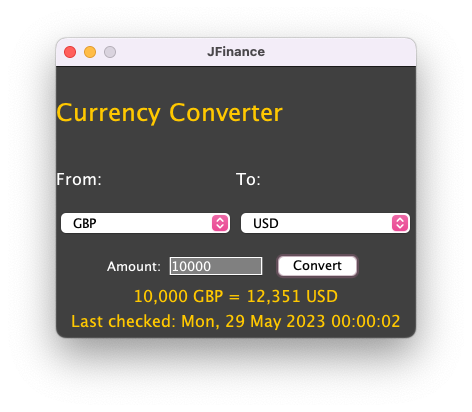 JFinance
Currency Converter
From: To:
GBP USD
Amount: 10000 Convert
10,000 GBP = 12,351 USD
Last checked: Mon, 29 May 2023 00:00:02